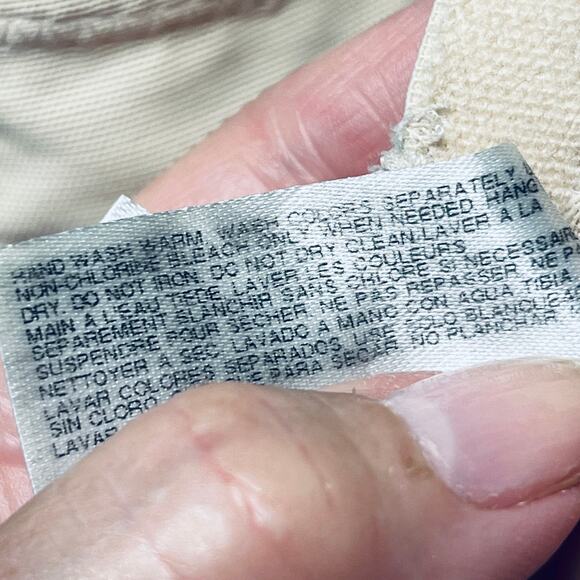 HAND WASH WARM. WASH COLORS SEPARATELY
NON-CHLORINE BLEACH ONLY WHEN NEEDED. HANG
DRY. DO NOT IRON. DO NOT DRY CLEAN.LAVER A LA
MAIN A L'EAU TIEDE. LAVER LES COULEURS
SEPAREMENT. BLANCHIR SANS CHLORE SI NECESSAIRE
SUSPENDRE POUR SECHER. NE PAS REPASSER. NE P
NETTOYER A SEC. LAVADO A MANO CON AGUA TIBIA.
LAVAR COLORES SEPARADOS. USE SOLO BLANQUEA
SIN CLORO PARA SECAR. NO PLANCHAR.
LAVAR